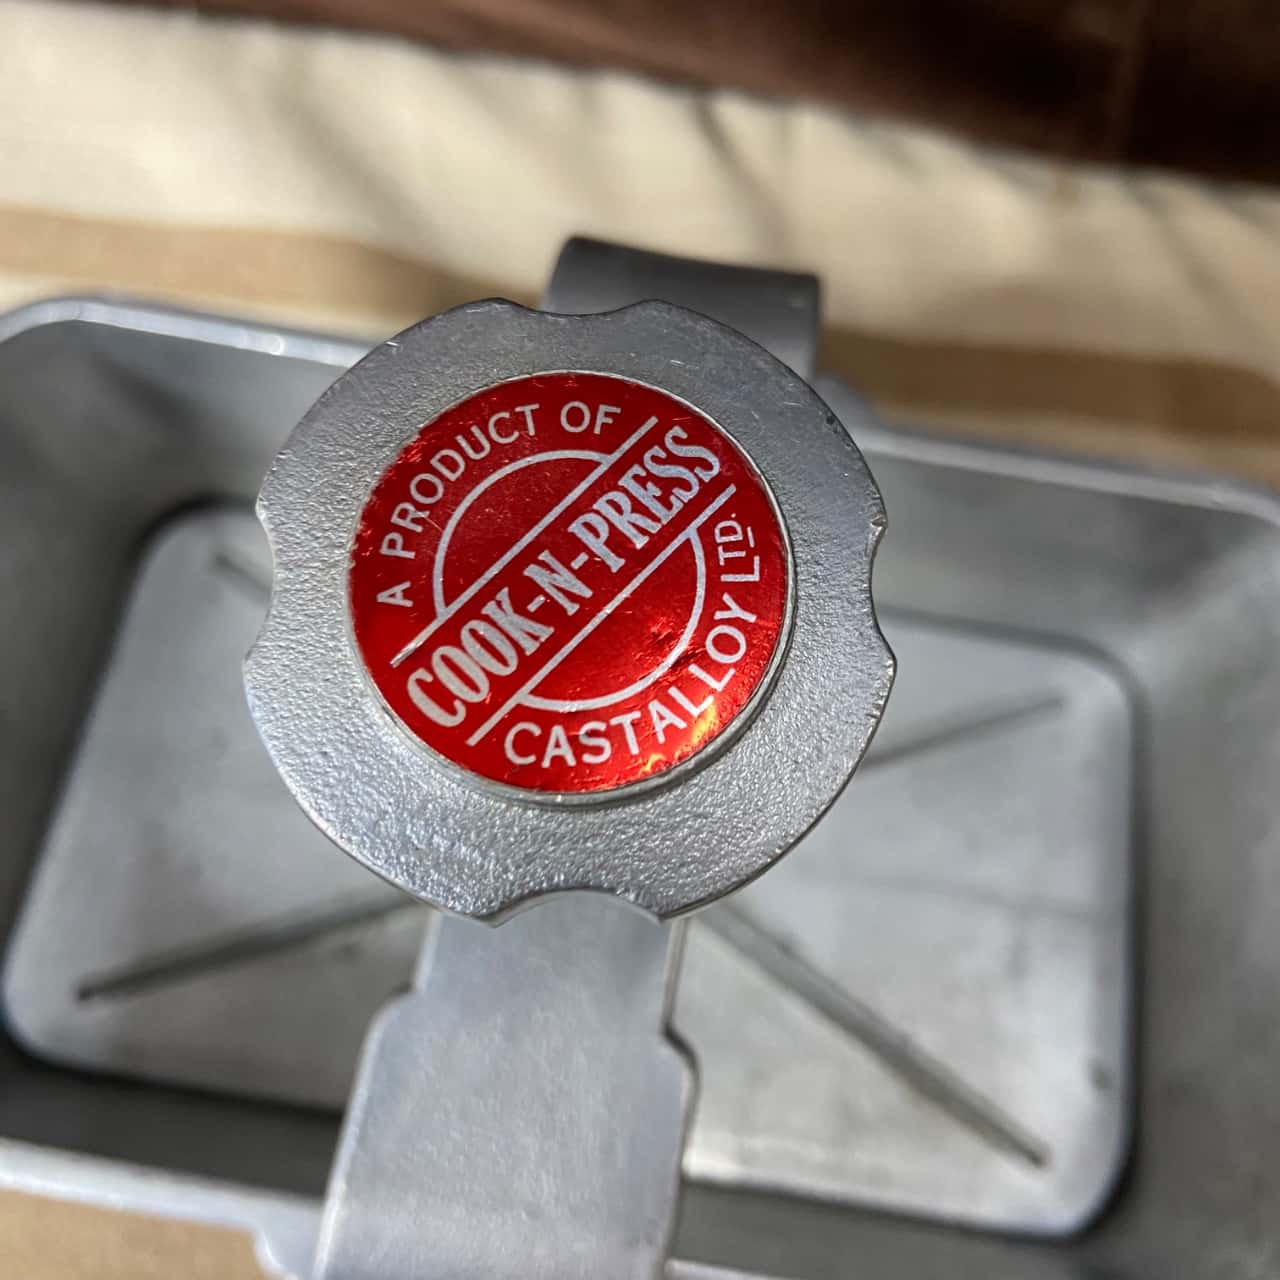 A PRODUCT OF
COOK-N-PRESS
CASTALLOY LTD.